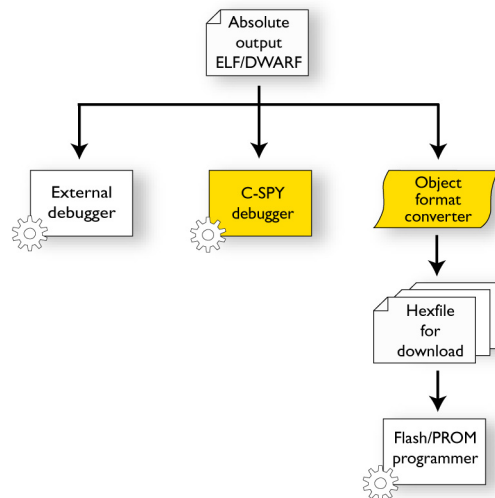 Absolute
output
ELF/DWARF
External
debugger
C-SPY
debugger
Object
format
converter
Hexfile
for
download
Flash/PROM
programmer